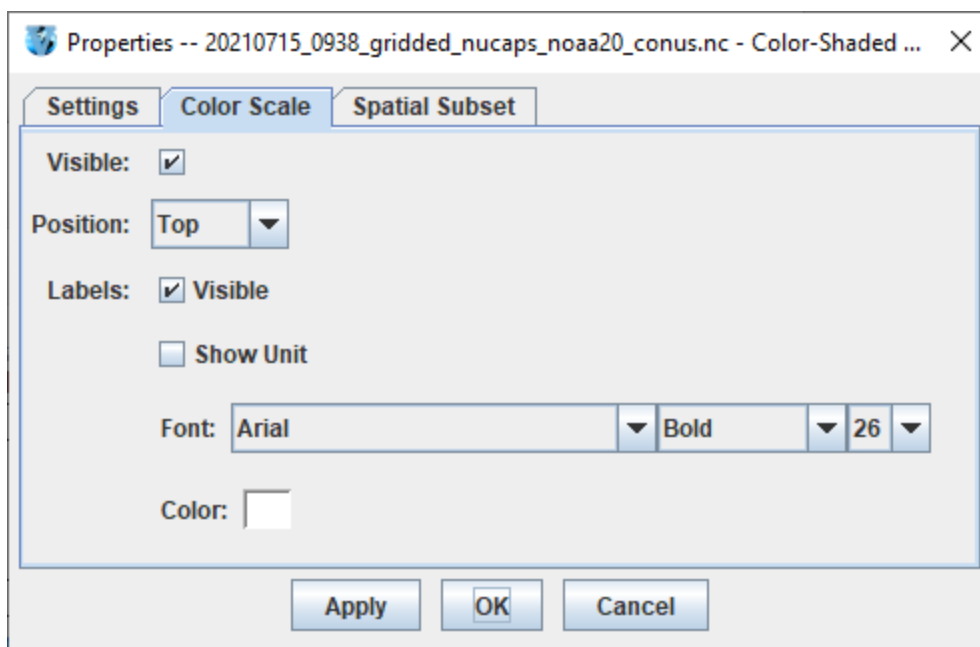 Properties -- 20210715_0938_gridded_nucaps_noaa20_conus.nc - Color-Shaded ...
Settings Color Scale Spatial Subset
Visible:
Position: Top
Labels: Visible
Show Unit
Font: Arial Bold 26
Color:
Apply OK Cancel